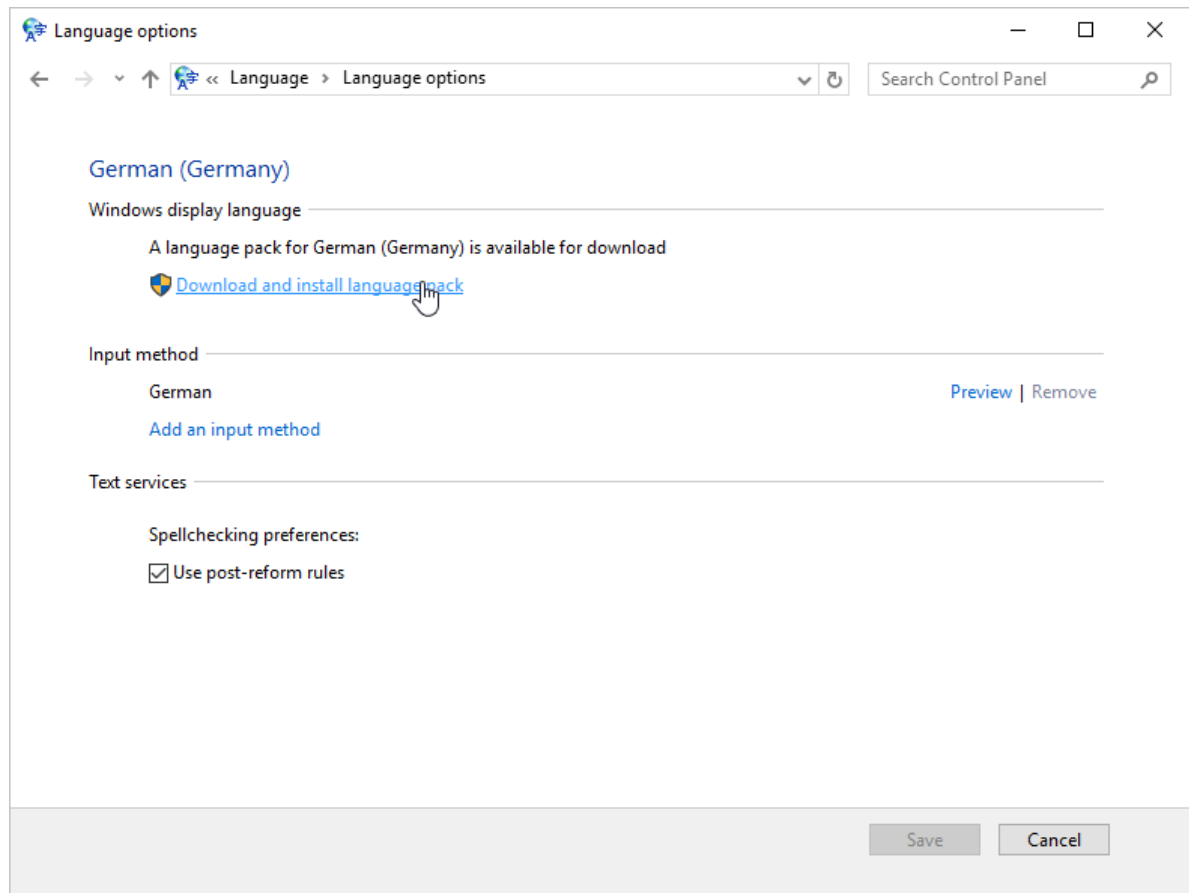 Language options
« Language › Language options
Search Control Panel
German (Germany)
Windows display language
A language pack for German (Germany) is available for download
Download and install language pack
Input method
German Preview | Remove
Add an input method
Text services
Spellchecking preferences:
Use post-reform rules
Save Cancel